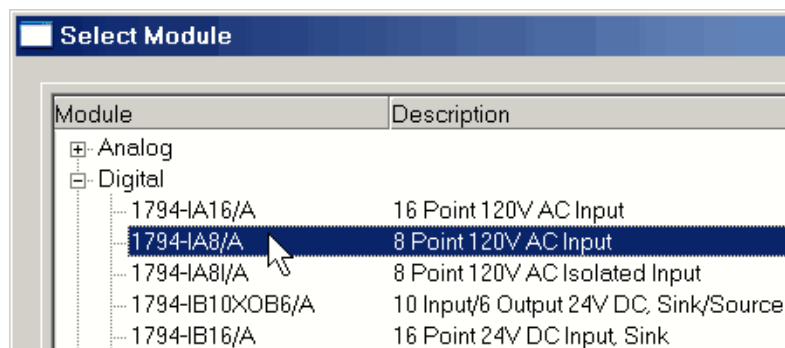 Select Module
Module Description
Analog
Digital
1794-IA16/A 16 Point 120V AC Input
1794-IA8/A 8 Point 120V AC Input
1794-IA8I/A 8 Point 120V AC Isolated Input
1794-IB10XOB6/A 10 Input/6 Output 24V DC, Sink/Source
1794-IB16/A 16 Point 24V DC Input, Sink